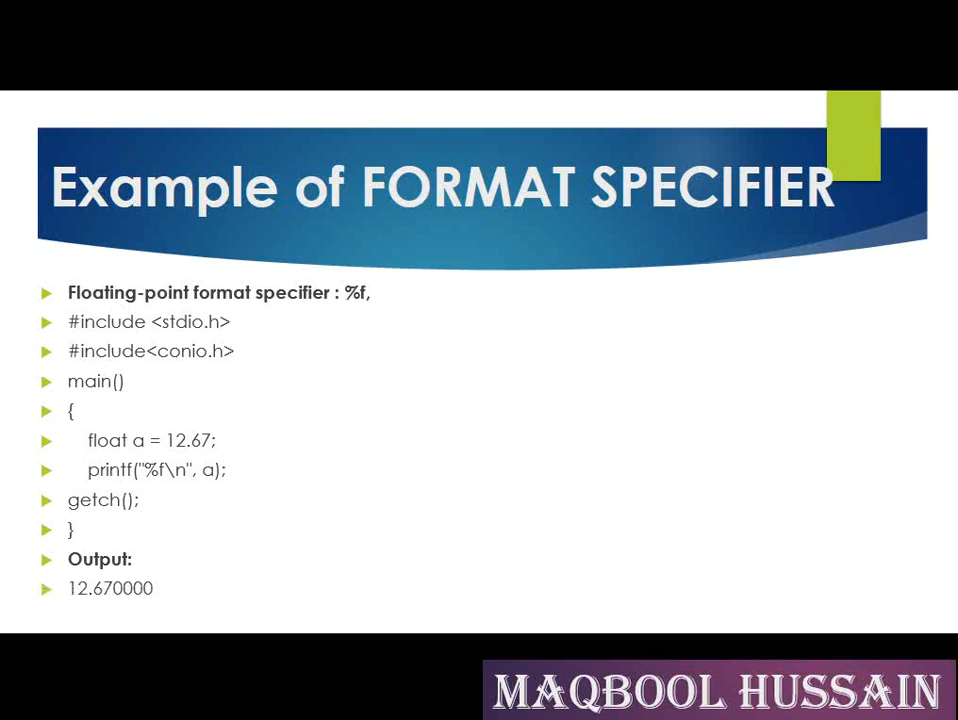 Example of FORMAT SPECIFIER
Floating-point format specifier : %f,
#include <stdio.h>
#include<conio.h>
main()
{
float a = 12.67;
printf("%f\n", a);
getch();
}
Output:
12.670000
MAQBOOL HUSSAIN